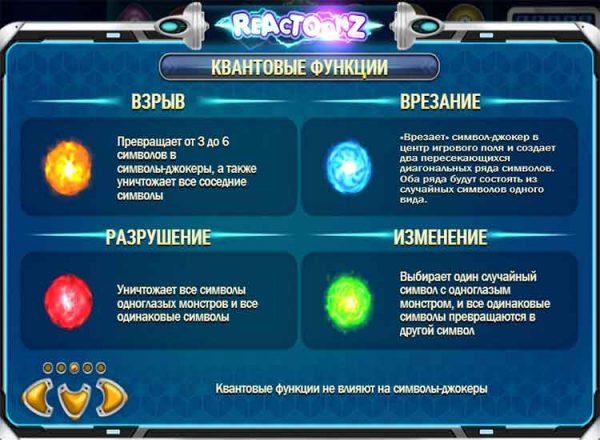 REACTOONZ
КВАНТОВЫЕ ФУНКЦИИ
ВЗРЫВ
Превращает от 3 до 6
символов в
символы-джокеры, а также
уничтожает все соседние
символы
ВРЕЗАНИЕ
«Врезает» символ-джокер в
центр игрового поля и создает
два пересекающихся
диагональных ряда символов.
Оба ряда будут состоять из
случайных символов одного
вида.
РАЗРУШЕНИЕ
Уничтожает все символы
одноглазых монстров и все
одинаковые символы
ИЗМЕНЕНИЕ
Выбирает один случайный
символ с одноглазым
монстром, и все одинаковые
символы превращаются в
другой символ
Квантовые функции не влияют на символы-джокеры